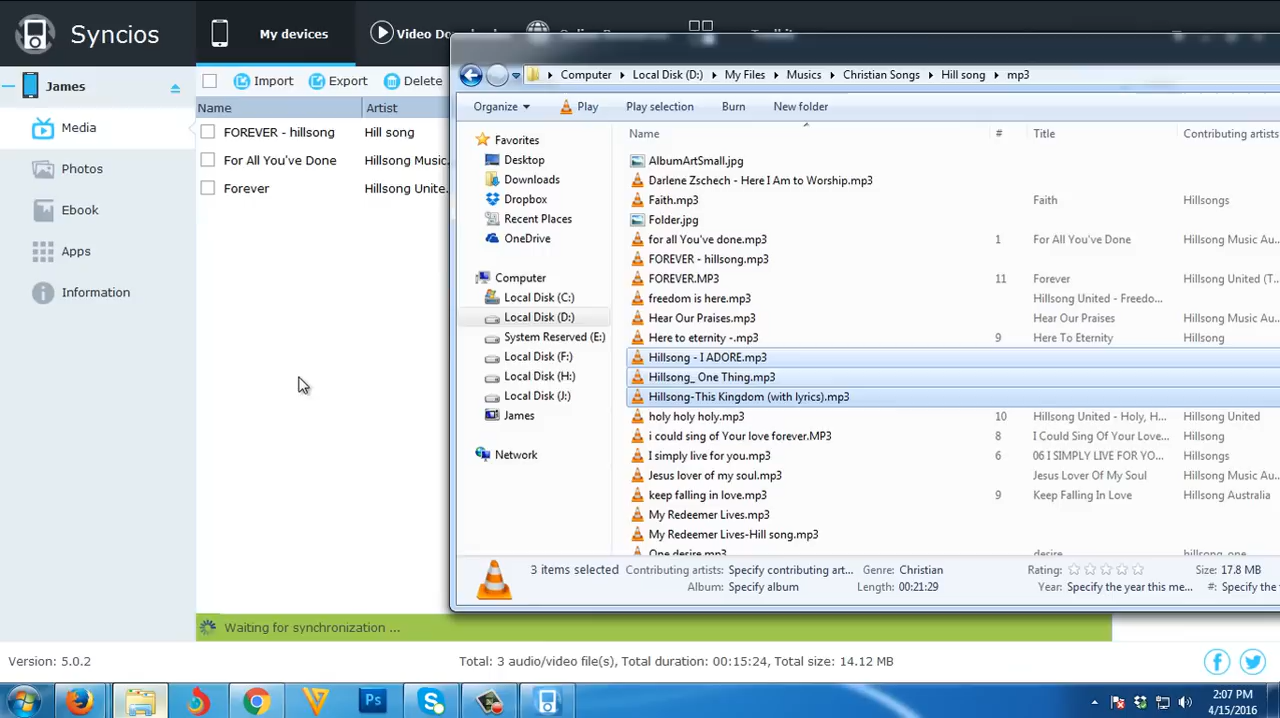 Syncios
My devices
Video Downl
Computer ▸ Local Disk (D:) ▸ My Files ▸ Musics ▸ Christian Songs ▸ Hill song ▸ mp3
James
Import Export Delete
Organize Play Play selection Burn New folder
Name Artist
Media
Photos
Ebook
Apps
Information
FOREVER - hillsong Hill song
For All You've Done Hillsong Music...
Forever Hillsong Unite...
Favorites
Desktop
Downloads
Dropbox
Recent Places
OneDrive
Computer
Local Disk (C:)
Local Disk (D:)
System Reserved (E:)
Local Disk (F:)
Local Disk (H:)
Local Disk (J:)
James
Network
Name # Title Contributing artists
AlbumArtSmall.jpg
Darlene Zschech - Here I Am to Worship.mp3
Faith.mp3 Faith Hillsongs
Folder.jpg
for all You've done.mp3 1 For All You've Done Hillsong Music Au...
FOREVER - hillsong.mp3
FOREVER.MP3 11 Forever Hillsong United (T...
freedom is here.mp3 Hillsong United - Freedo...
Hear Our Praises.mp3 Hear Our Praises Hillsong Music Au...
Here to eternity -.mp3 9 Here To Eternity Hillsong
Hillsong - I ADORE.mp3
Hillsong_ One Thing.mp3
Hillsong-This Kingdom (with lyrics).mp3
holy holy holy.mp3 10 Hillsong United - Holy, H... Hillsong United
i could sing of Your love forever.MP3 8 I Could Sing Of Your Love... Hillsong
I simply live for you.mp3 6 06 I SIMPLY LIVE FOR YO... Hillsongs
Jesus lover of my soul.mp3 Jesus Lover Of My Soul Hillsong Music Au...
keep falling in love.mp3 9 Keep Falling In Love Hillsong Australia
My Redeemer Lives.mp3
My Redeemer Lives-Hill song.mp3
One desire.mp3 desire hillsong_one
3 items selected Contributing artists: Specify contributing art... Genre: Christian Rating: Size: 17.8 MB
Album: Specify album Length: 00:21:29 Year: Specify the year this me... #: Specify the
Waiting for synchronization ...
Version: 5.0.2 Total: 3 audio/video file(s), Total duration: 00:15:24, Total size: 14.12 MB
Ps
2:07 PM
4/15/2016